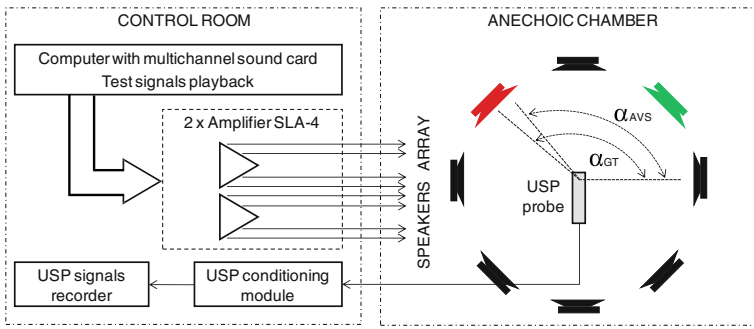 CONTROL ROOM
Computer with multichannel sound card
Test signals playback
2 x Amplifier SLA-4
USP signals
recorder
USP conditioning
module
SPEAKERS ARRAY
ANECHOIC CHAMBER
αAVS
αGT
USP
probe